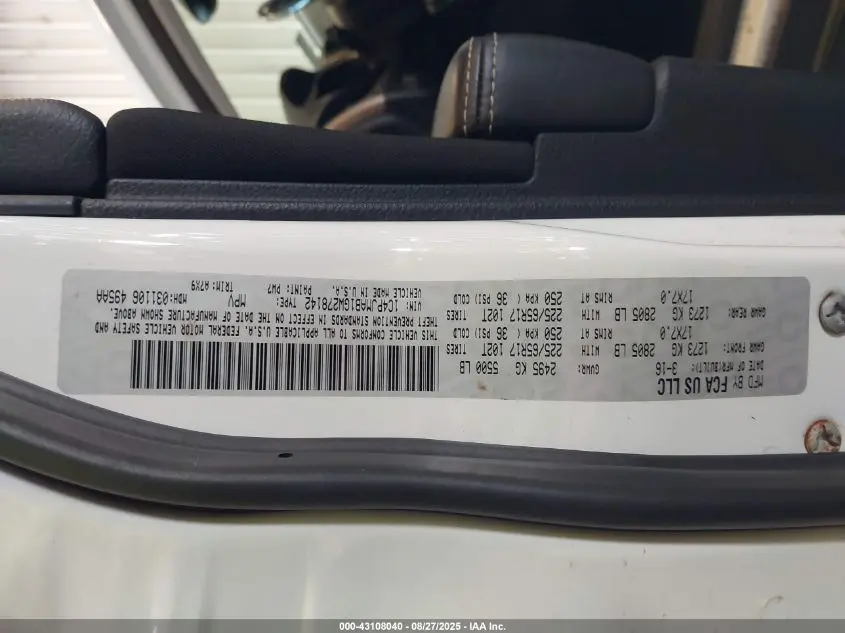 MFD BY FCA US LLC
DATE OF MFR(BUILT): 3-16 GVWR: 2495 KG 5500 LB
GAWR FRONT: 1273 KG 2805 LB WITH 225/65R17 102T TIRES
17X7.0 RIMS AT 250 KPA ( 36 PSI) COLD
GAWR REAR: 1273 KG 2805 LB WITH 225/65R17 102T TIRES
17X7.0 RIMS AT 250 KPA ( 36 PSI) COLD
THIS VEHICLE CONFORMS TO ALL APPLICABLE U.S.A. FEDERAL MOTOR VEHICLE SAFETY AND
THEFT PREVENTION STANDARDS IN EFFECT ON THE DATE OF MANUFACTURE SHOWN ABOVE.
VIN: 1C4PJMAB1GW278142 TYPE: MPV MDH:031106 495AA
VEHICLE MADE IN U.S.A. PAINT: PW7 TRIM:A7X9
000-43108040 - 08/27/2025 - IAA Inc.